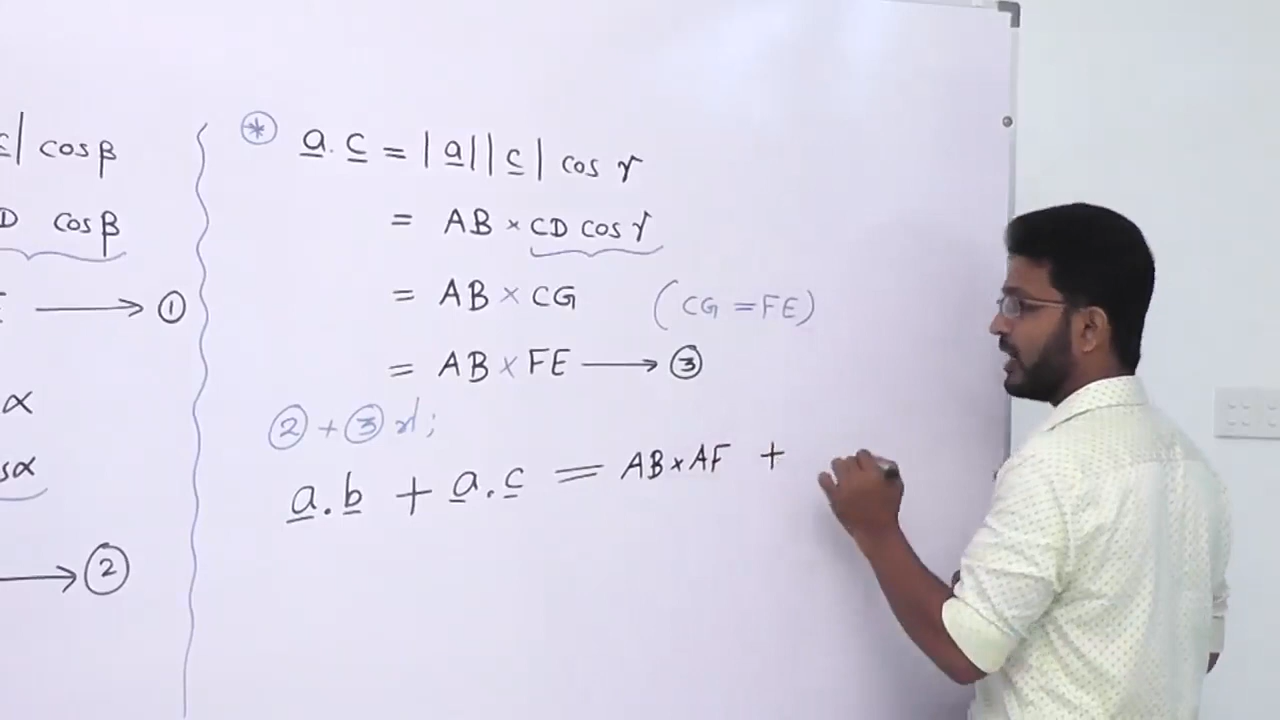 c| cosβ
D cosβ
⟶ ①
α
sα
⟶ ②
* a.c = |a||c| cos γ
= AB × CD cos γ
= AB × CG (CG = FE)
= AB × FE ⟶ ③
② + ③ ;
a.b + a.c = AB×AF +